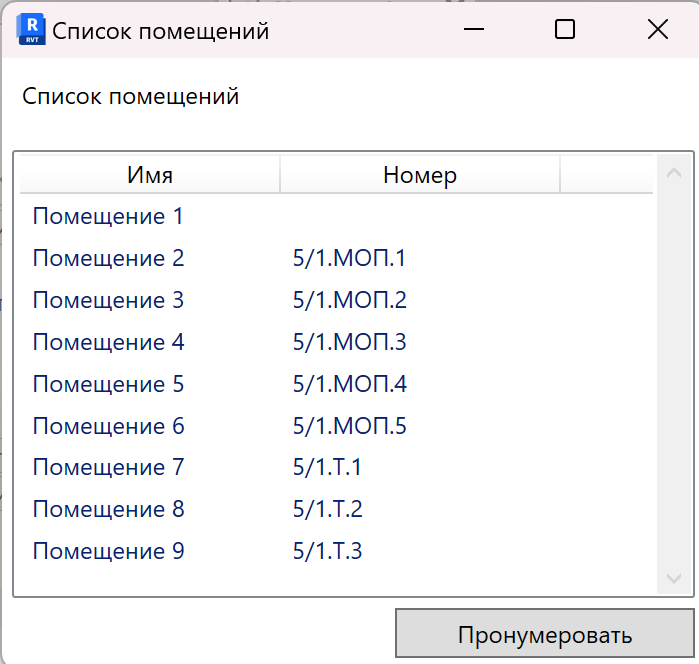 R
RVT
Список помещений
Список помещений
Имя Номер
Помещение 1
Помещение 2 5/1.МОП.1
Помещение 3 5/1.МОП.2
Помещение 4 5/1.МОП.3
Помещение 5 5/1.МОП.4
Помещение 6 5/1.МОП.5
Помещение 7 5/1.Т.1
Помещение 8 5/1.Т.2
Помещение 9 5/1.Т.3
Пронумеровать